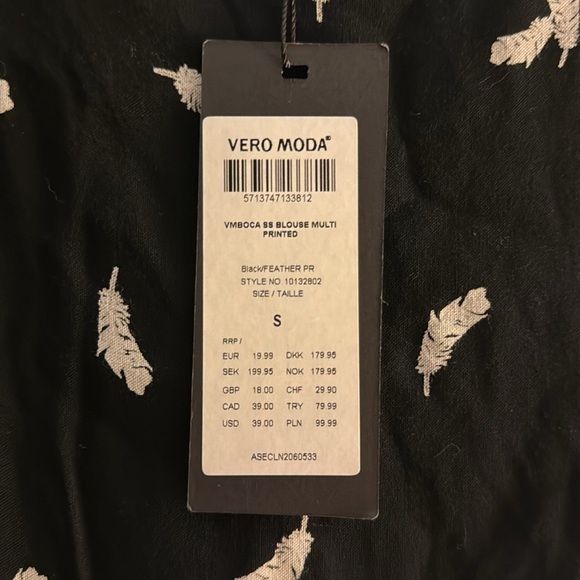 VERO MODA®
5713747133812
VMBOCA SS BLOUSE MULTI
PRINTED
Black/FEATHER PR
STYLE NO. 10132802
SIZE / TAILLE
S
RRP /
EUR 19.99 DKK 179.95
SEK 199.95 NOK 179.95
GBP 18.00 CHF 29.90
CAD 39.00 TRY 79.99
USD 39.00 PLN 99.99
ASECLN2060533